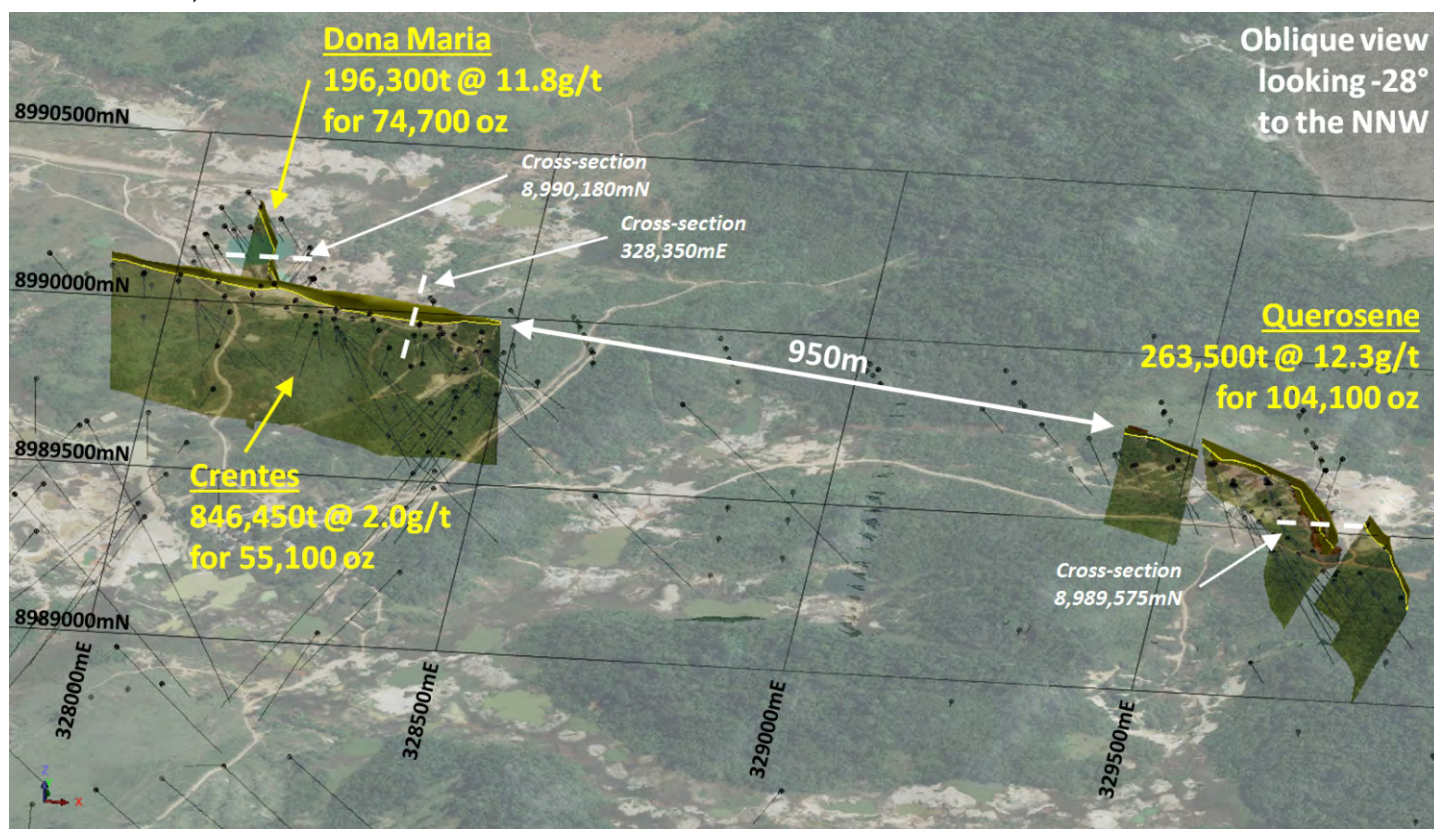 Dona Maria
196,300t @ 11.8g/t
for 74,700 oz
Oblique view
looking -28°
to the NNW
8990500mN
Cross-section
8,990,180mN
Cross-section
328,350mE
8990000mN
950m
Querosene
263,500t @ 12.3g/t
for 104,100 oz
8989500mN
Crentes
846,450t @ 2.0g/t
for 55,100 oz
Cross-section
8,989,575mN
8989000mN
328000mE
328500mE
329000mE
329500mE
Z
X